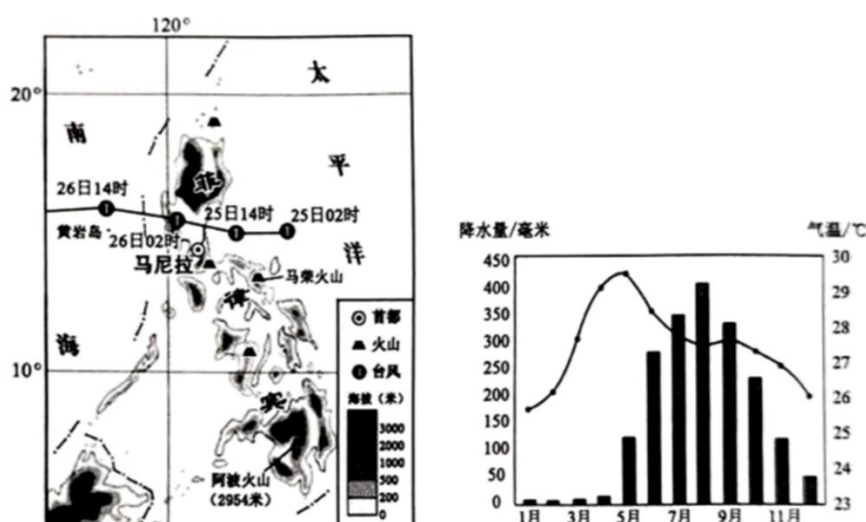 120°
太
20°
南
平
菲
26日14时
25日14时
25日02时
黄岩岛
26日02时
洋
马尼拉
马荣火山
律
海
10°
宾
首都
火山
台风
海拔（米）
3000
2000
1000
500
200
0
阿波火山
（2954米）
降水量/毫米
气温/℃
450
400
350
300
250
200
150
100
50
0
30
29
28
27
26
25
24
23
1月
3月
5月
7月
9月
11月